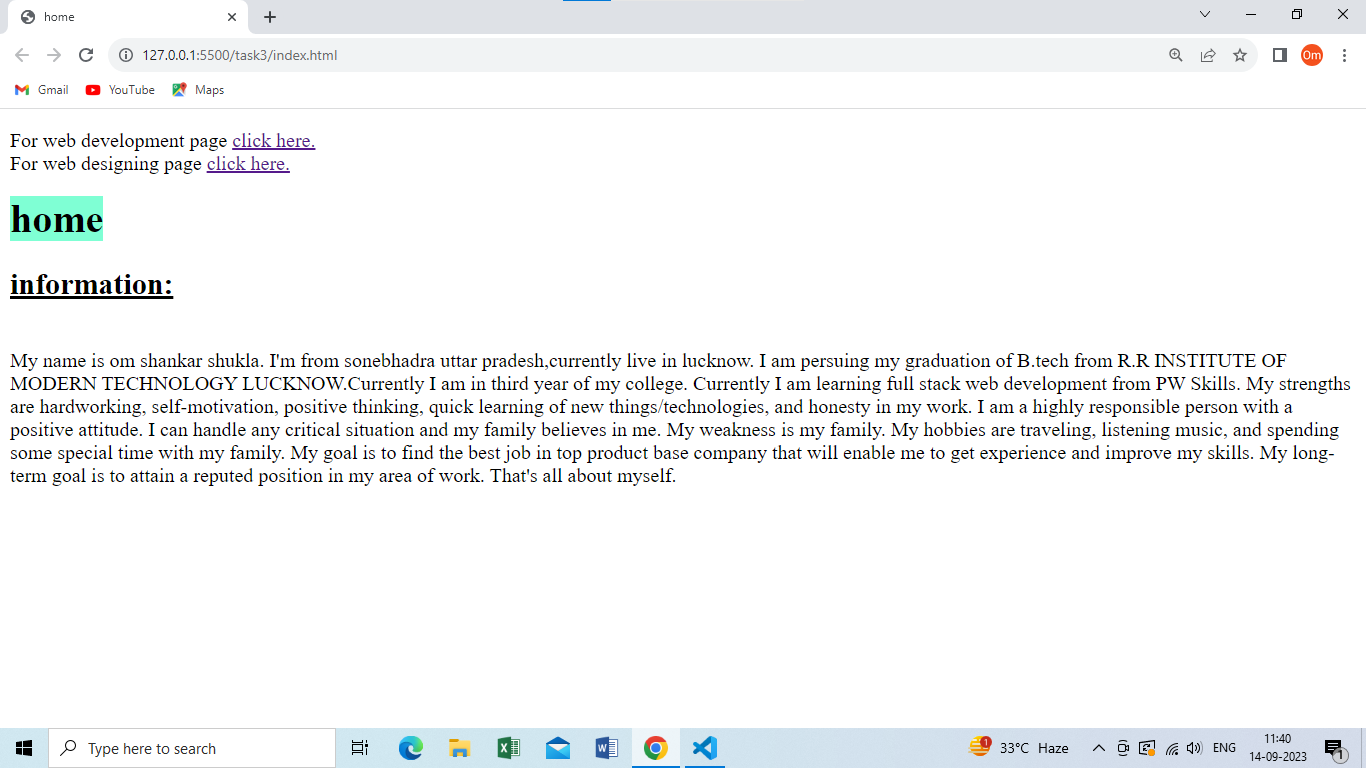 home
127.0.0.1:5500/task3/index.html
Om
Gmail YouTube Maps
For web development page click here.
For web designing page click here.
home
information:
My name is om shankar shukla. I'm from sonebhadra uttar pradesh,currently live in lucknow. I am persuing my graduation of B.tech from R.R INSTITUTE OF
MODERN TECHNOLOGY LUCKNOW.Currently I am in third year of my college. Currently I am learning full stack web development from PW Skills. My strengths
are hardworking, self-motivation, positive thinking, quick learning of new things/technologies, and honesty in my work. I am a highly responsible person with a
positive attitude. I can handle any critical situation and my family believes in me. My weakness is my family. My hobbies are traveling, listening music, and spending
some special time with my family. My goal is to find the best job in top product base company that will enable me to get experience and improve my skills. My long-
term goal is to attain a reputed position in my area of work. That's all about myself.
Type here to search
1
33°C Haze
ENG
11:40
14-09-2023
1